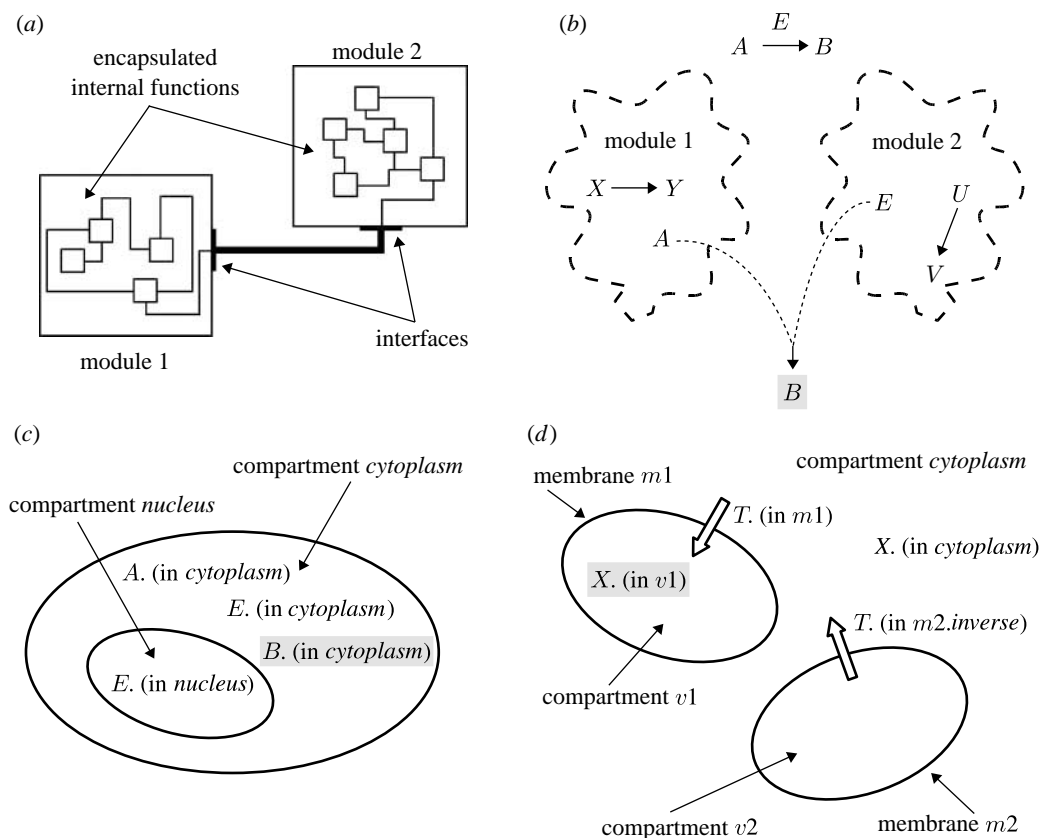 (a)
module 2
encapsulated
internal functions
interfaces
module 1
(b)
A E B
module 1
module 2
X Y
E
U
A
V
B
(c)
compartment cytoplasm
compartment nucleus
A. (in cytoplasm)
E. (in cytoplasm)
B. (in cytoplasm)
E. (in nucleus)
(d)
compartment cytoplasm
membrane m1
T. (in m1)
X. (in cytoplasm)
X. (in v1)
T. (in m2.inverse)
compartment v1
compartment v2
membrane m2